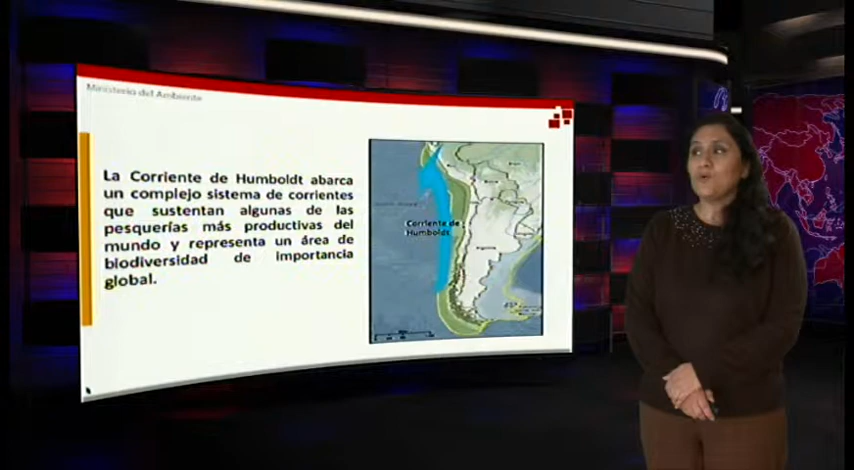 Ministerio del Ambiente
La Corriente de Humboldt abarca
un complejo sistema de corrientes
que sustentan algunas de las
pesquerías más productivas del
mundo y representa un área de
biodiversidad de importancia
global.
Corriente de
Humboldt